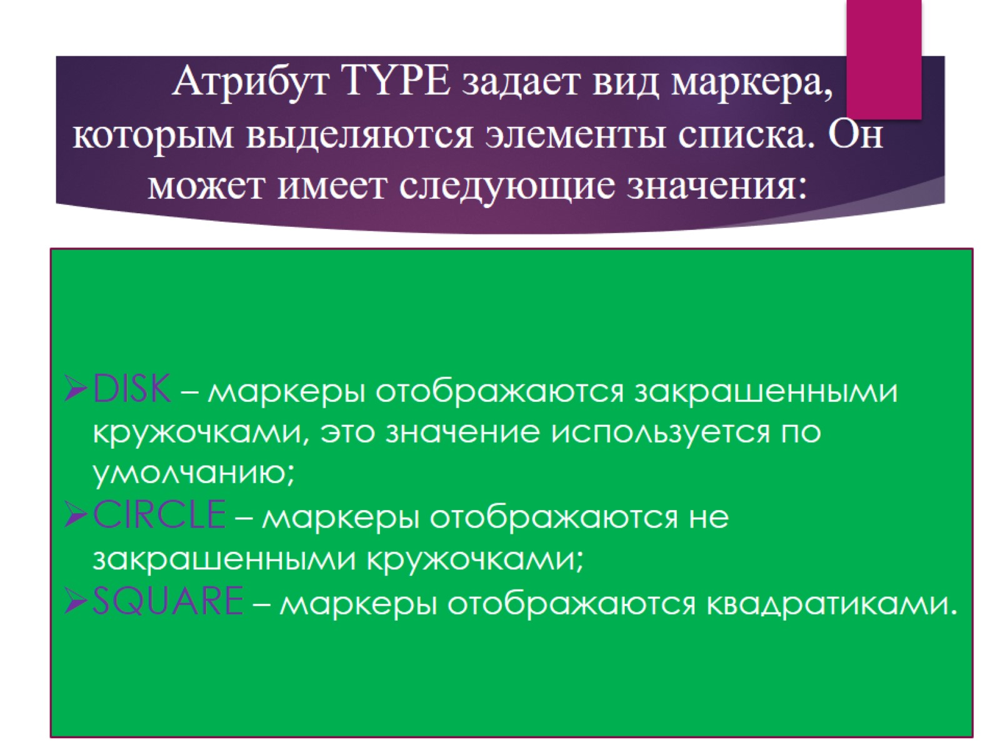 Атрибут TYPE задает вид маркера,
которым выделяются элементы списка. Он
может имеет следующие значения:
➢DISK – маркеры отображаются закрашенными
кружочками, это значение используется по
умолчанию;
➢CIRCLE – маркеры отображаются не
закрашенными кружочками;
➢SQUARE – маркеры отображаются квадратиками.